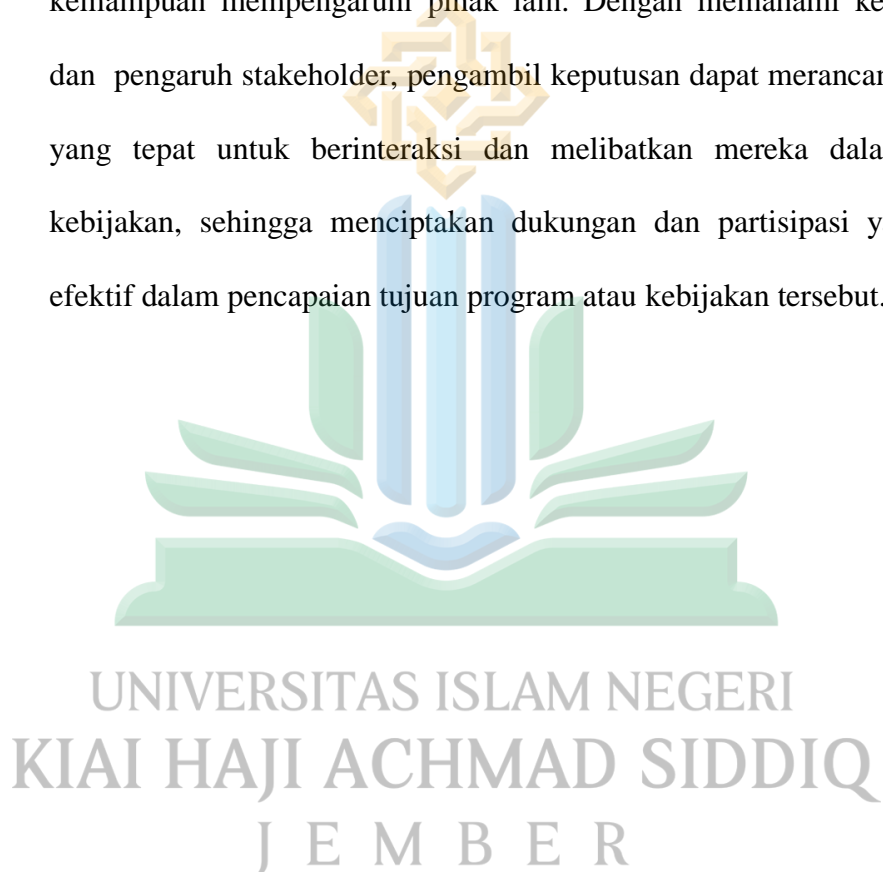 kemampuan mempengaruhi pihak lain. Dengan memahami ke
dan pengaruh stakeholder, pengambil keputusan dapat merancan
yang tepat untuk berinteraksi dan melibatkan mereka dala
kebijakan, sehingga menciptakan dukungan dan partisipasi y
efektif dalam pencapaian tujuan program atau kebijakan tersebut.
UNIVERSITAS ISLAM NEGERI
KIAI HAJI ACHMAD SIDDIQ
JEMBER